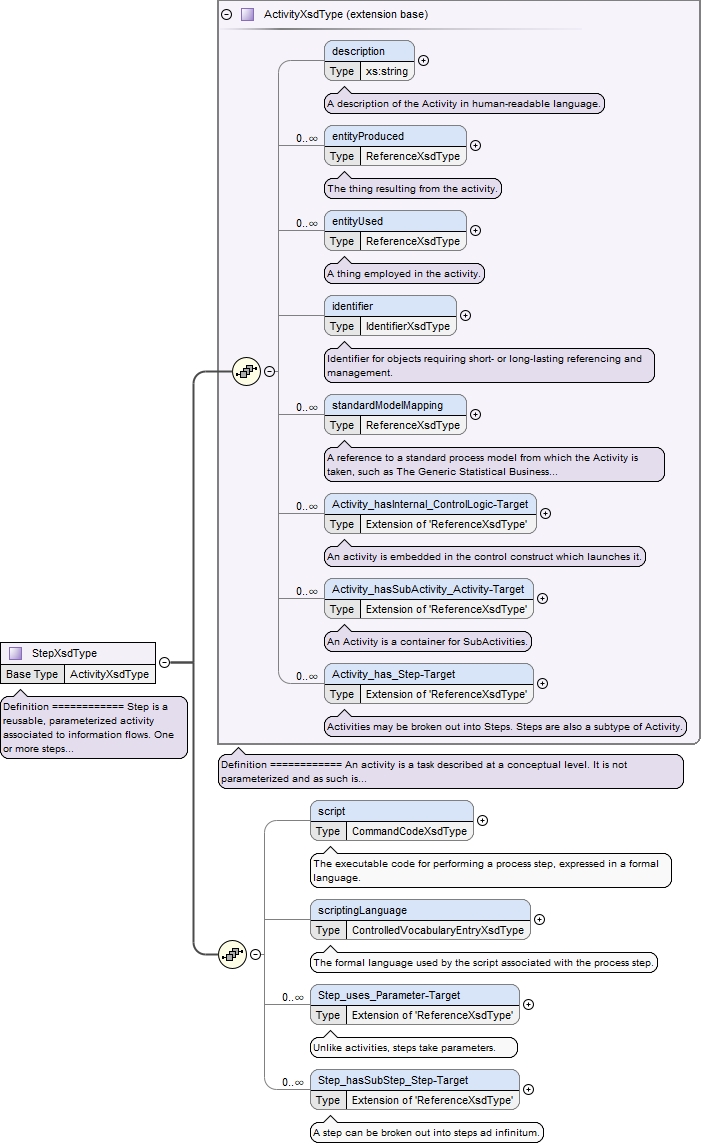 ActivityXsdType (extension base)
description
Type xs:string
A description of the Activity in human-readable language.
0..∞
entityProduced
Type ReferenceXsdType
The thing resulting from the activity.
0..∞
entityUsed
Type ReferenceXsdType
A thing employed in the activity.
identifier
Type IdentifierXsdType
Identifier for objects requiring short- or long-lasting referencing and
management.
0..∞
standardModelMapping
Type ReferenceXsdType
A reference to a standard process model from which the Activity is
taken, such as The Generic Statistical Business...
0..∞
Activity_hasInternal_ControlLogic-Target
Type Extension of 'ReferenceXsdType'
An activity is embedded in the control construct which launches it.
0..∞
Activity_hasSubActivity_Activity-Target
Type Extension of 'ReferenceXsdType'
An Activity is a container for SubActivities.
0..∞
Activity_has_Step-Target
Type Extension of 'ReferenceXsdType'
Activities may be broken out into Steps. Steps are also a subtype of Activity.
StepXsdType
Base Type ActivityXsdType
Definition ============ Step is a
reusable, parameterized activity
associated to information flows. One
or more steps...
Definition ============ An activity is a task described at a conceptual level. It is not
parameterized and as such is...
script
Type CommandCodeXsdType
The executable code for performing a process step, expressed in a formal
language.
scriptingLanguage
Type ControlledVocabularyEntryXsdType
The formal language used by the script associated with the process step.
0..∞
Step_uses_Parameter-Target
Type Extension of 'ReferenceXsdType'
Unlike activities, steps take parameters.
0..∞
Step_hasSubStep_Step-Target
Type Extension of 'ReferenceXsdType'
A step can be broken out into steps ad infinitum.